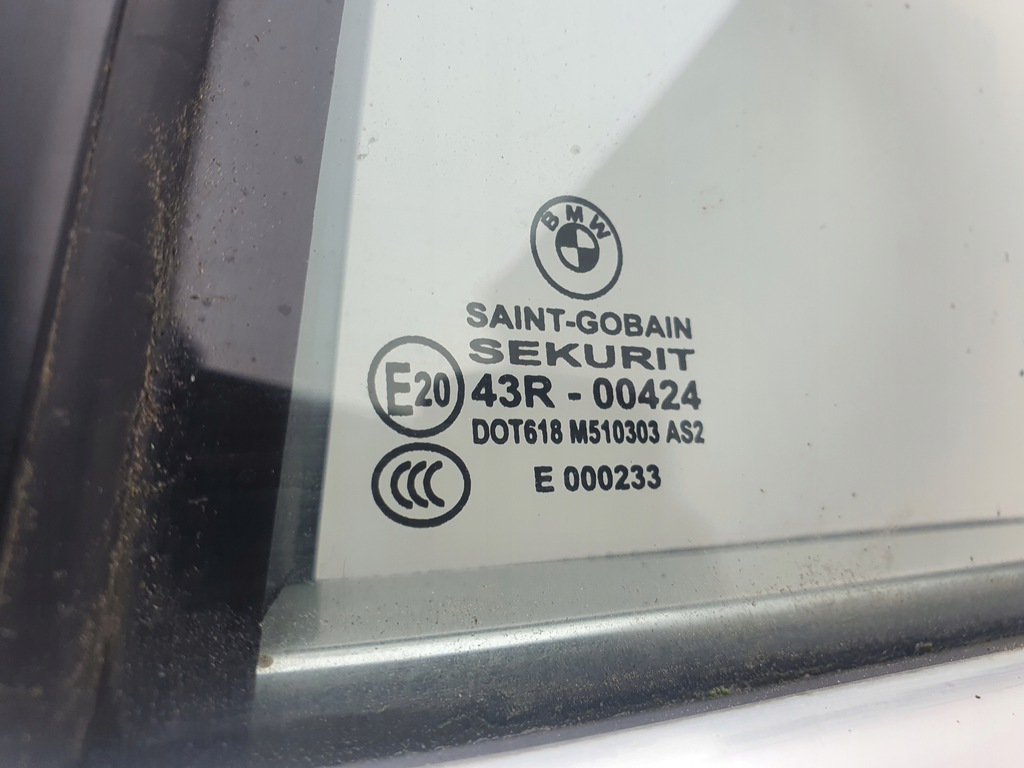 BMW
SAINT-GOBAIN
SEKURIT
E20 43R - 00424
DOT618 M510303 AS2
CCC E 000233